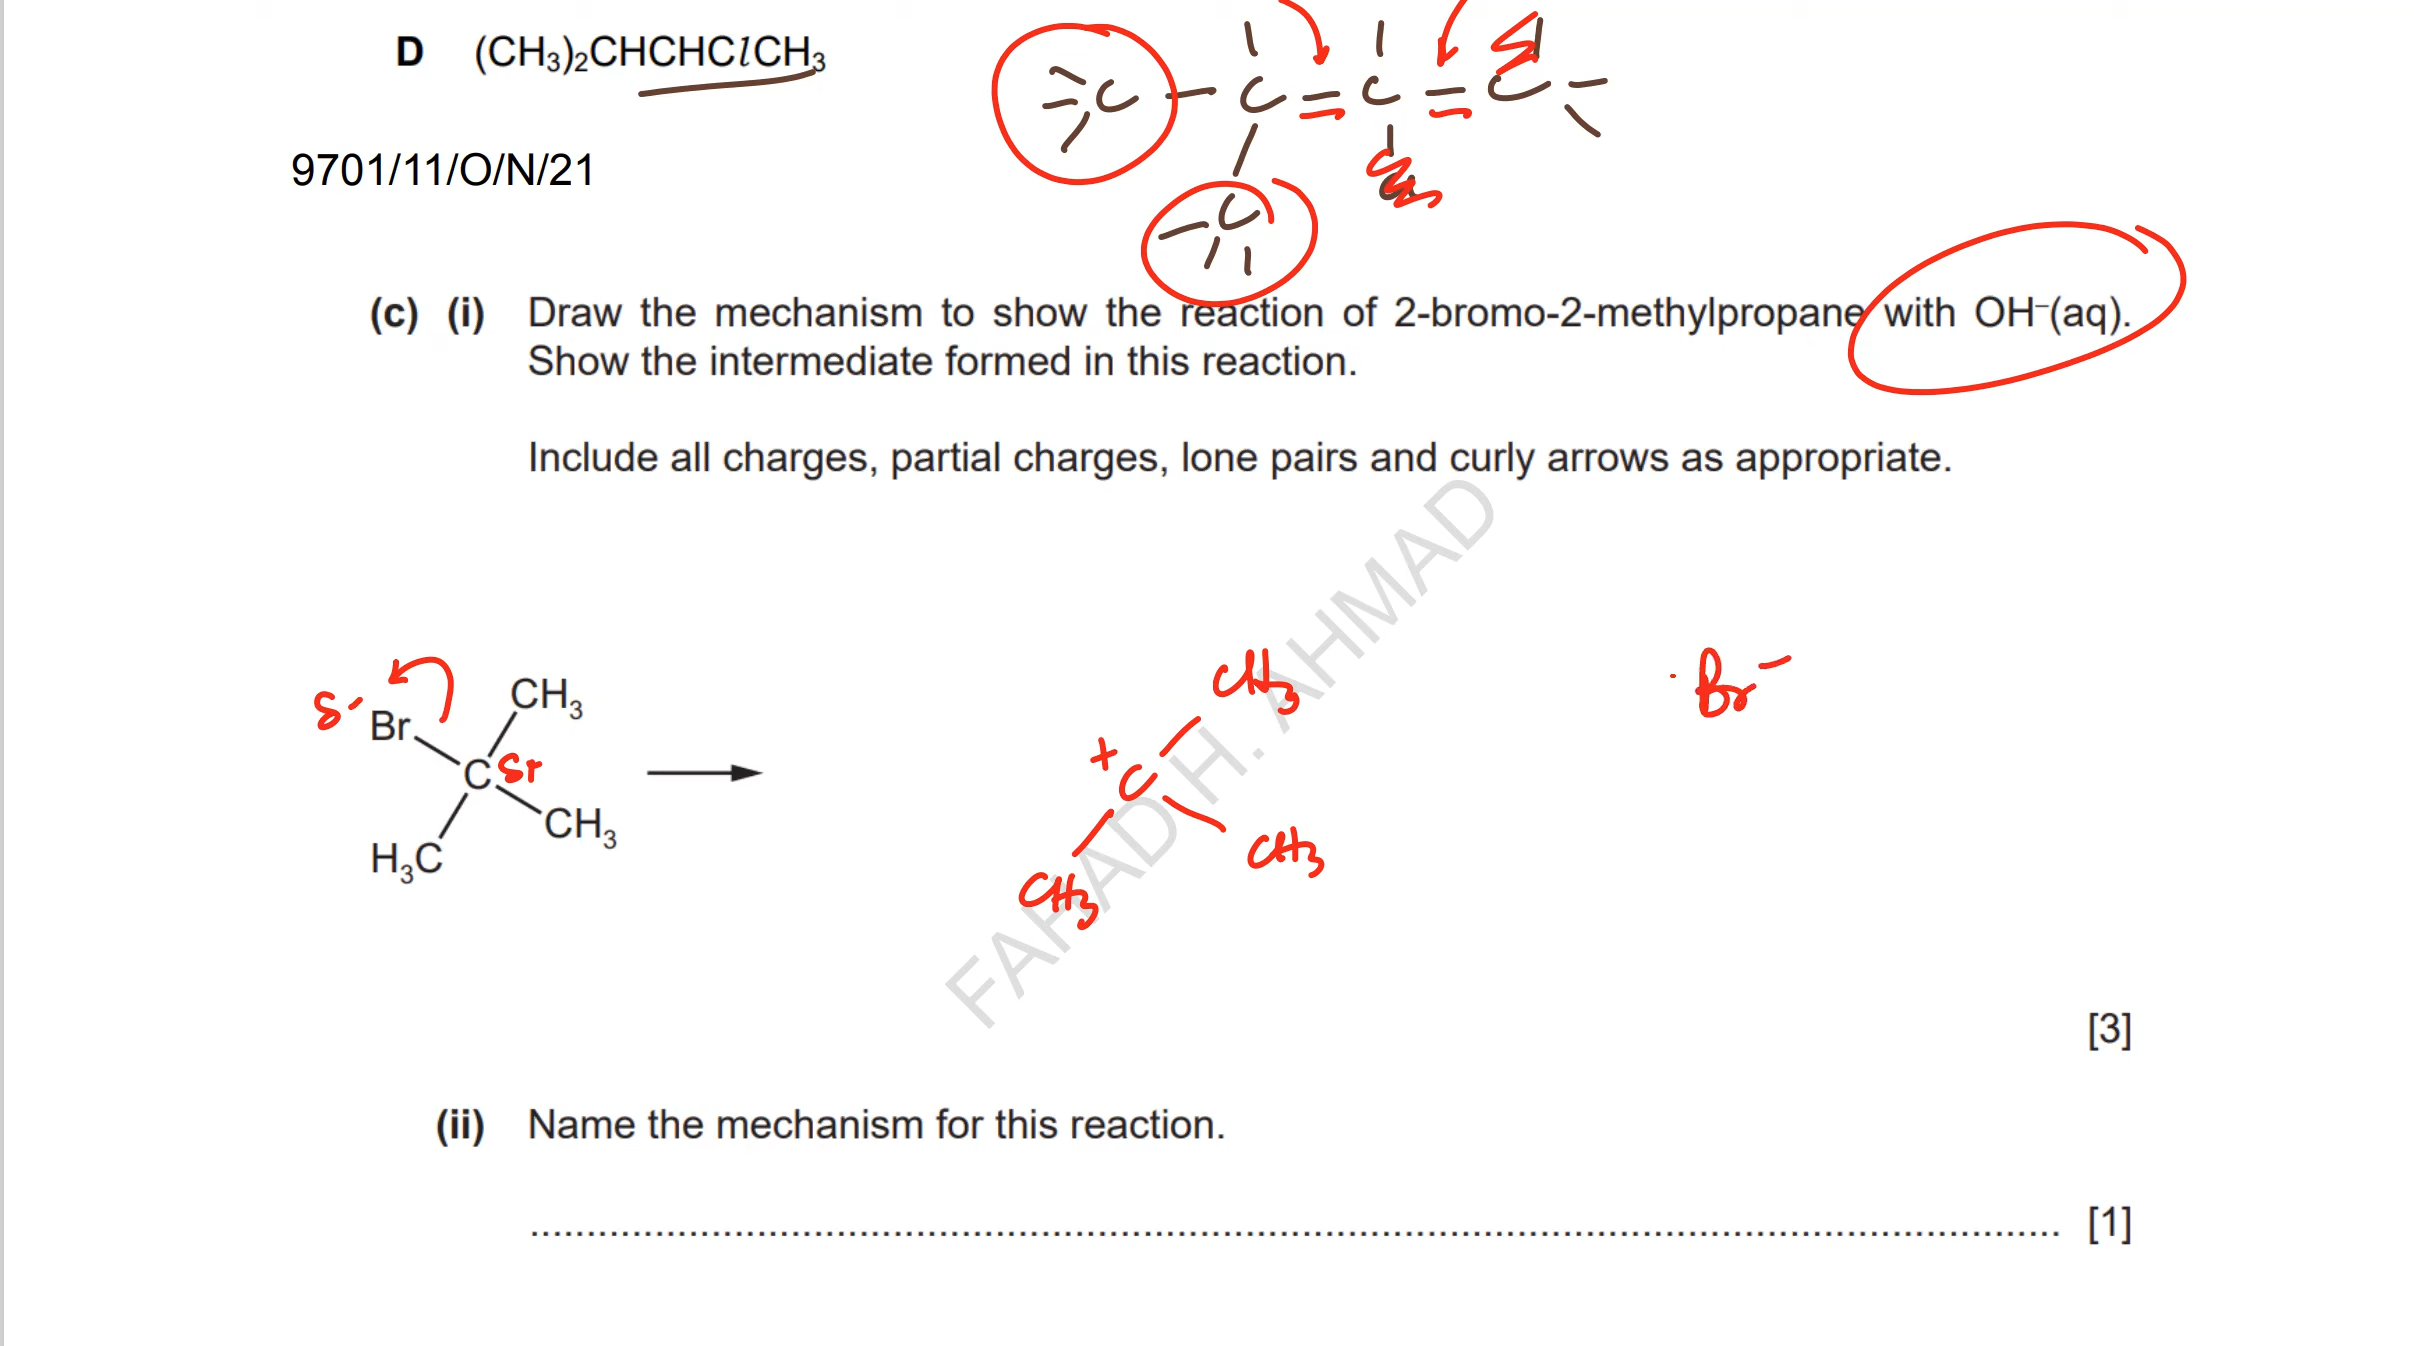 D (CH₃)₂CHCHClCH₃
C C C C
C
9701/11/O/N/21
(c) (i) Draw the mechanism to show the reaction of 2-bromo-2-methylpropane with OH⁻(aq).
Show the intermediate formed in this reaction.
Include all charges, partial charges, lone pairs and curly arrows as appropriate.
δ- Br CH₃
C δ+
CH₃
H₃C
CH₃
+
C
CH₃
CH₃
Br⁻
FAHAD H. AHMAD
[3]
(ii) Name the mechanism for this reaction.
[1]